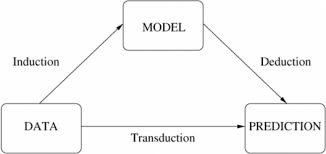 MODEL
Induction
Deduction
DATA
PREDICTION
Transduction